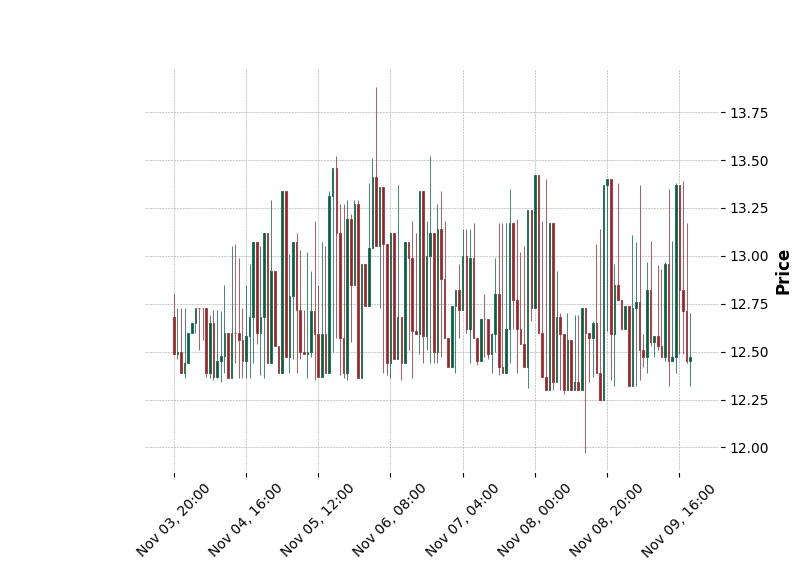 13.75
13.50
13.25
13.00
12.75
12.50
12.25
12.00
Price
Nov 03, 20:00
Nov 04, 16:00
Nov 05, 12:00
Nov 06, 08:00
Nov 07, 04:00
Nov 08, 00:00
Nov 08, 20:00
Nov 09, 16:00